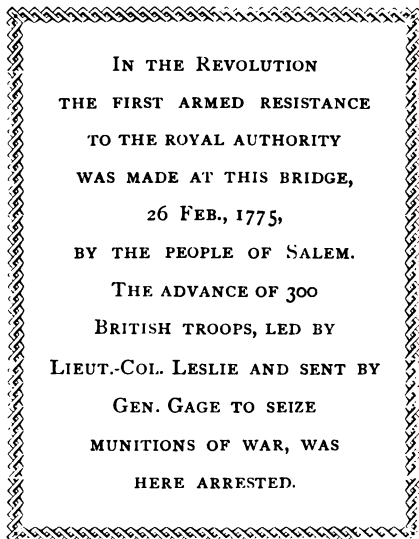 In the Revolution
the first armed resistance
to the royal authority
was made at this bridge,
26 Feb., 1775,
by the people of Salem.
The advance of 300
British troops, led by
Lieut.-Col. Leslie and sent by
Gen. Gage to seize
munitions of war, was
here arrested.